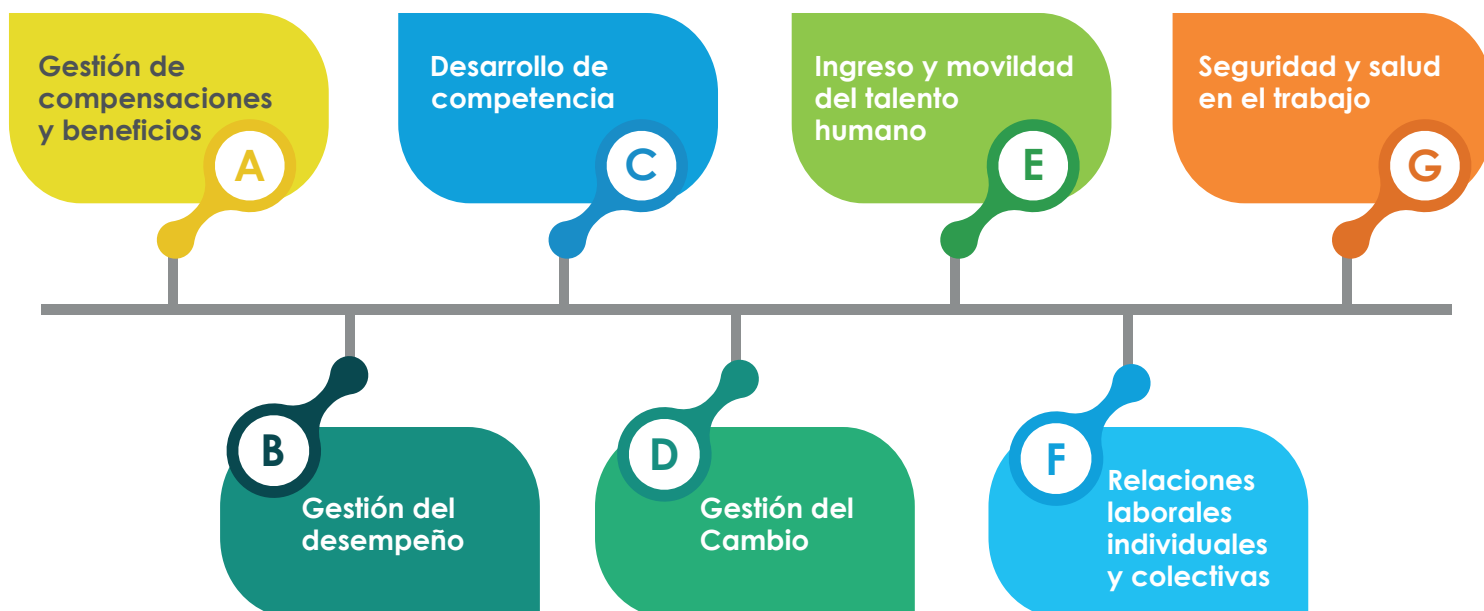 Gestión de
compensaciones
y beneficios
A
Desarrollo de
competencia
C
Ingreso y movildad
del talento
humano
E
Seguridad y salud
en el trabajo
G
B
Gestión del
desempeño
D
Gestión del
Cambio
F
Relaciones
laborales
individuales
y colectivas